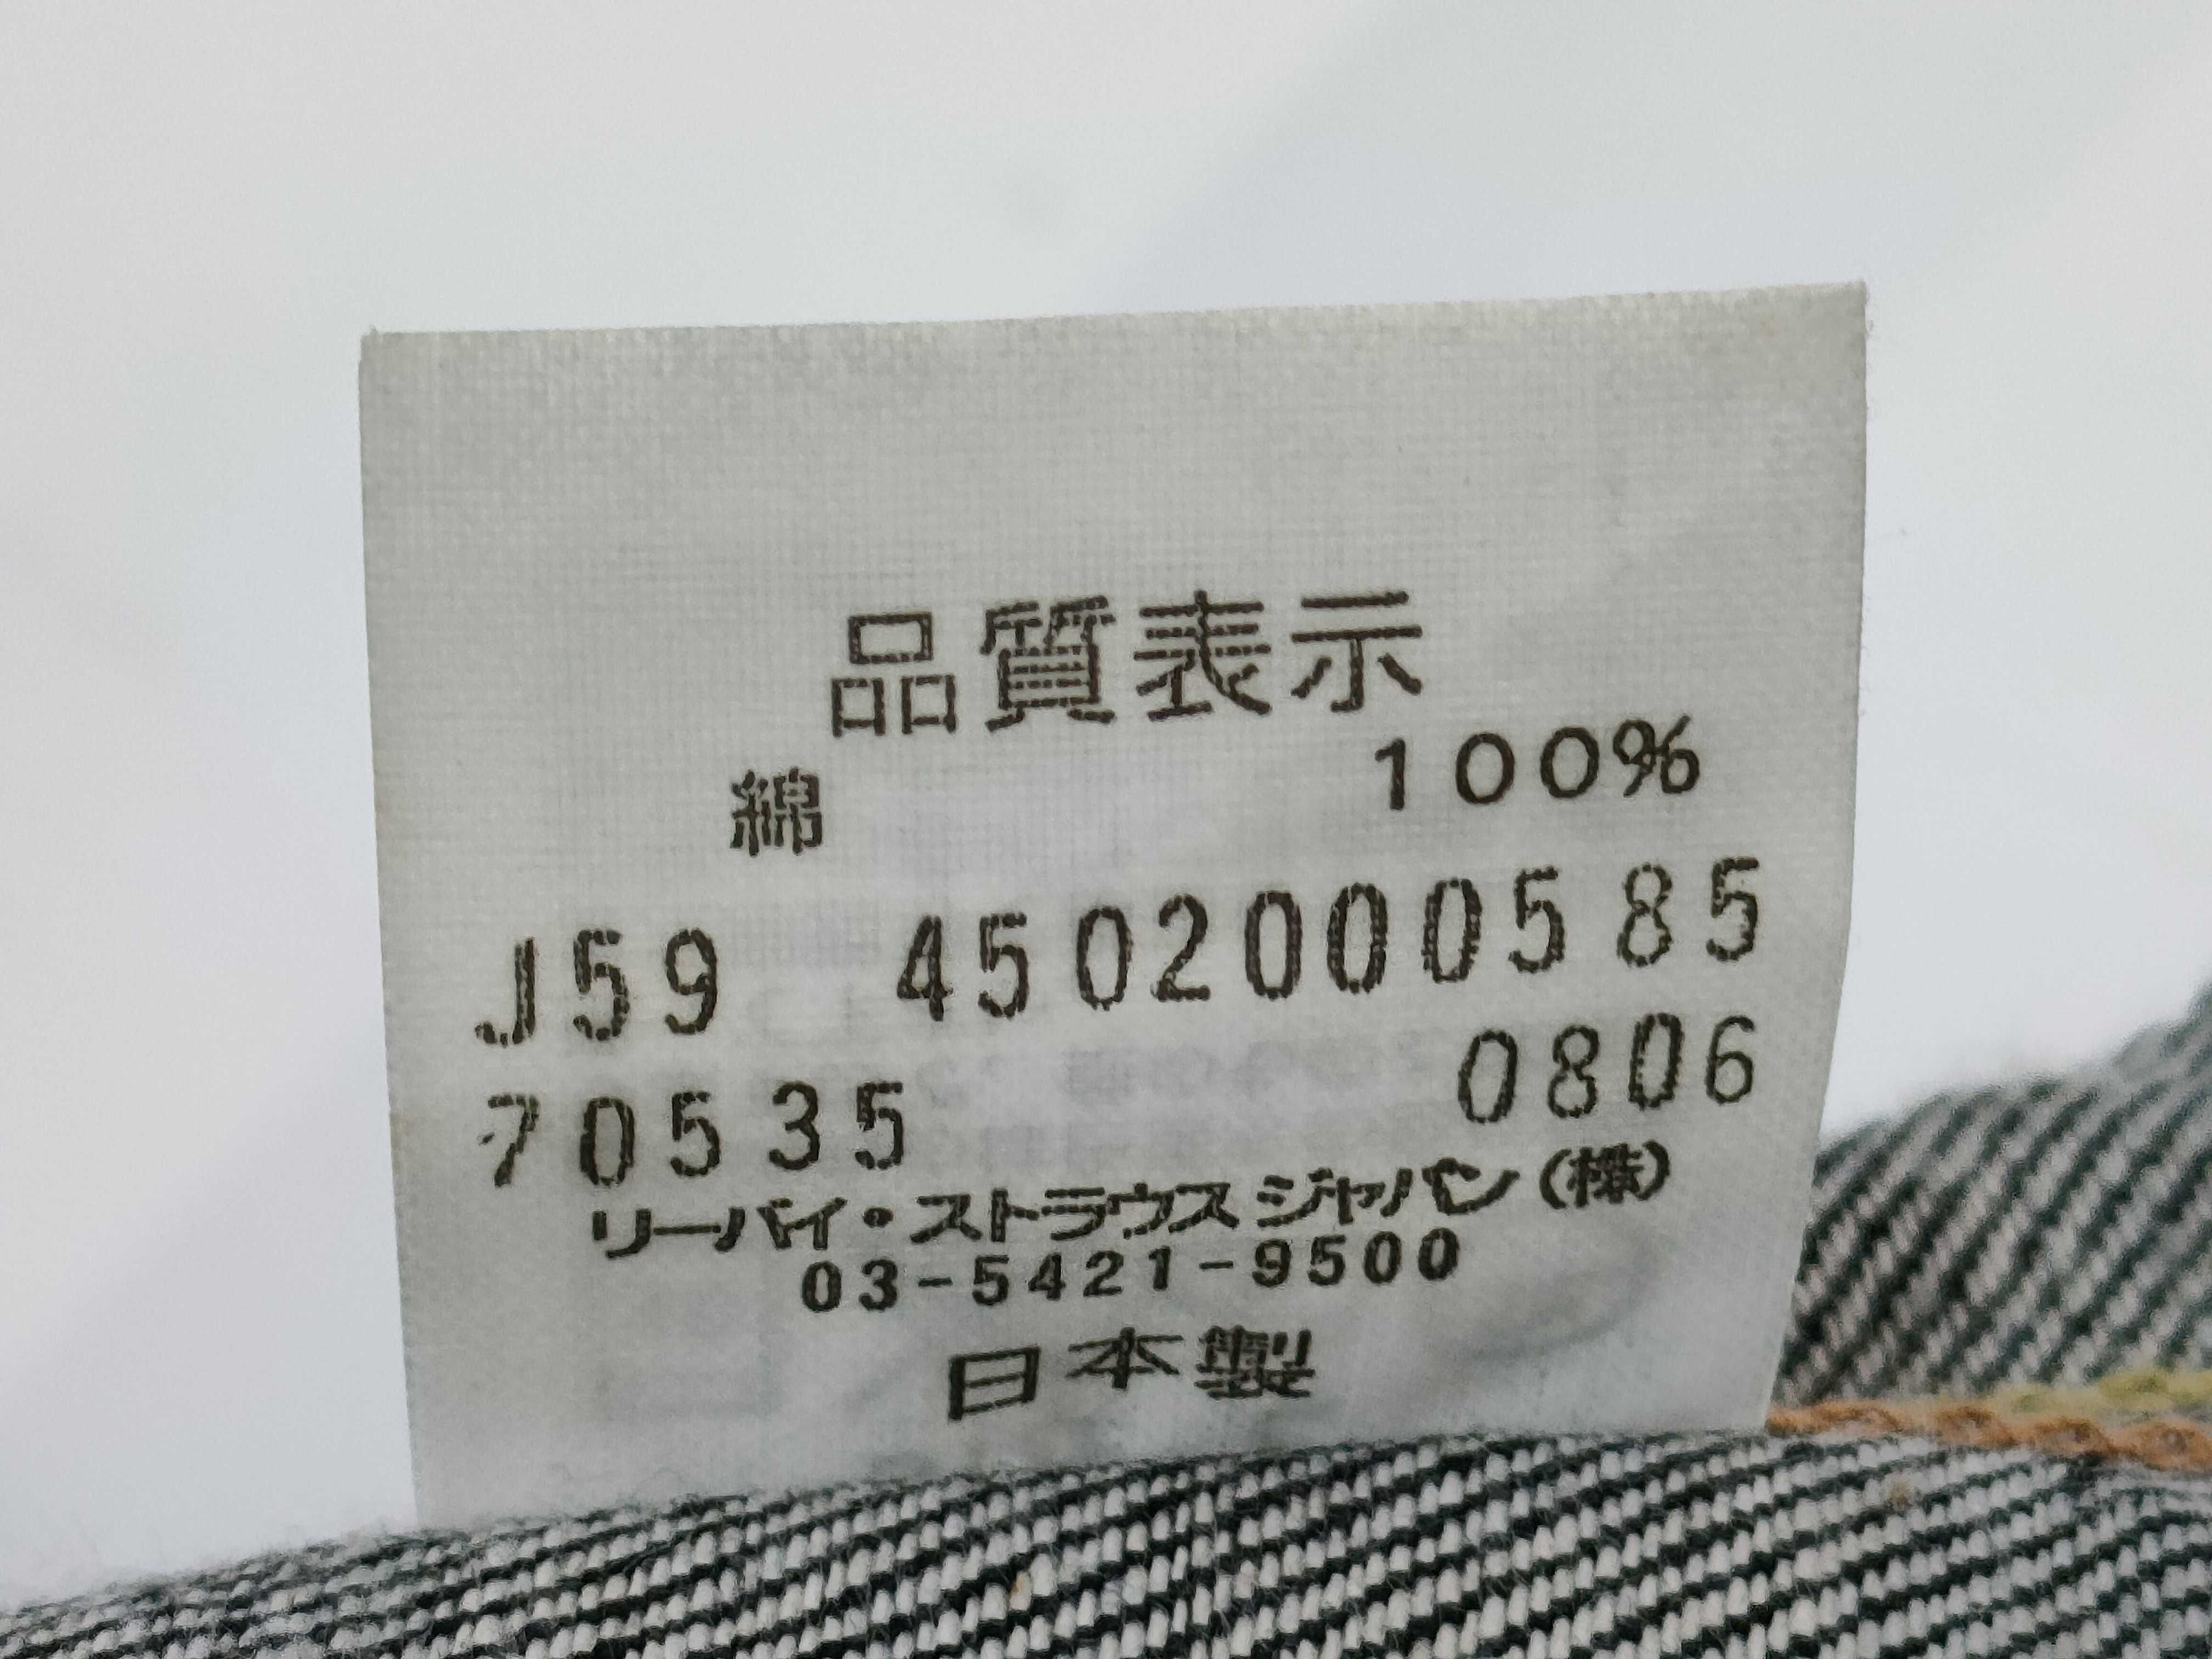 品質表示
綿 100%
J59 4502000585
70535 0806
リーバイ・ストラウス ジャパン(株)
03-5421-9500
日本製